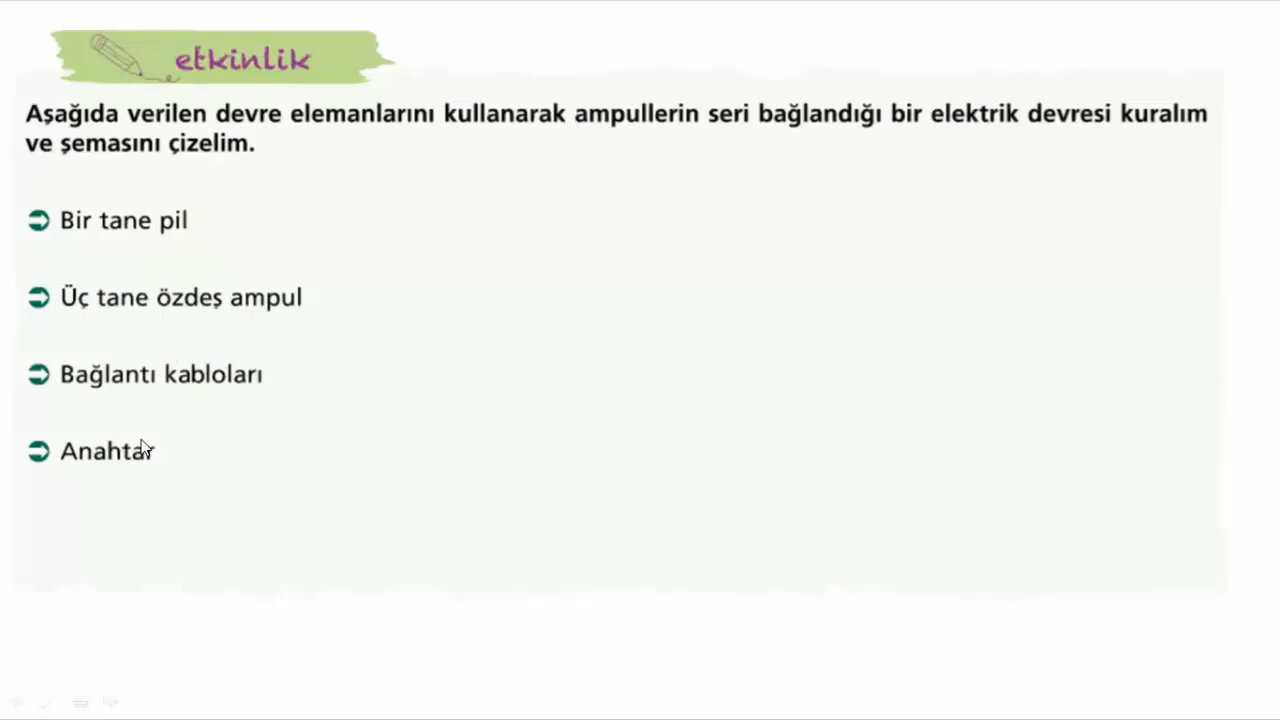 etkinlik
Aşağıda verilen devre elemanlarını kullanarak ampullerin seri bağlandığı bir elektrik devresi kuralım
ve şemasını çizelim.
Bir tane pil
Üç tane özdeş ampul
Bağlantı kabloları
Anahtar